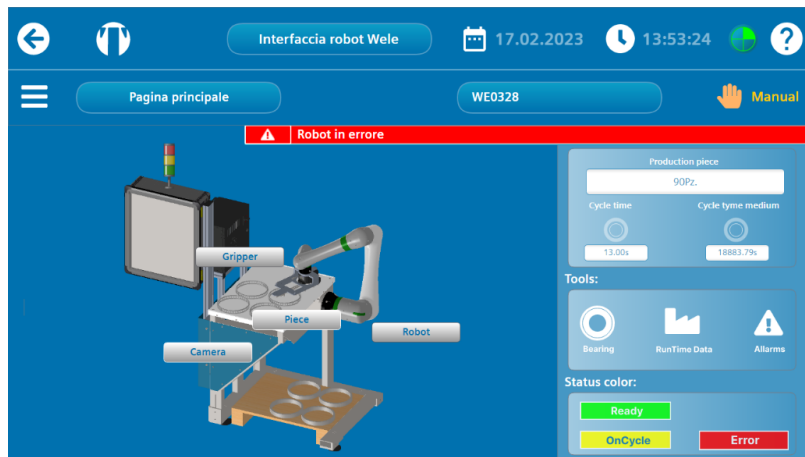 Interfaccia robot Wele
17.02.2023
13:53:24
?
Pagina principale
WE0328
Manual
Robot in errore
Production piece
90Pz.
Cycle time
Cycle tyme medium
13.00s
18883.79s
Gripper
Piece
Robot
Camera
Tools:
Bearing
RunTime Data
Allarms
Status color:
Ready
OnCycle
Error